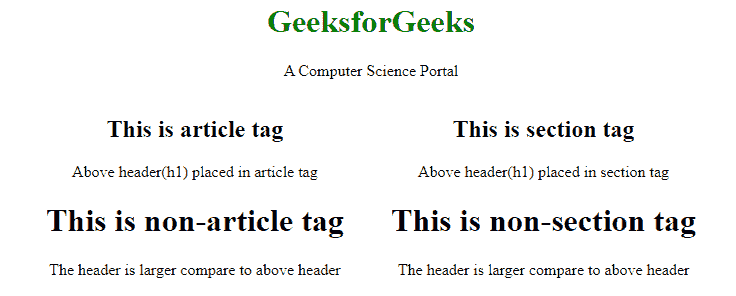 GeeksforGeeks
A Computer Science Portal
This is article tag
Above header(h1) placed in article tag
This is non-article tag
The header is larger compare to above header
This is section tag
Above header(h1) placed in section tag
This is non-section tag
The header is larger compare to above header